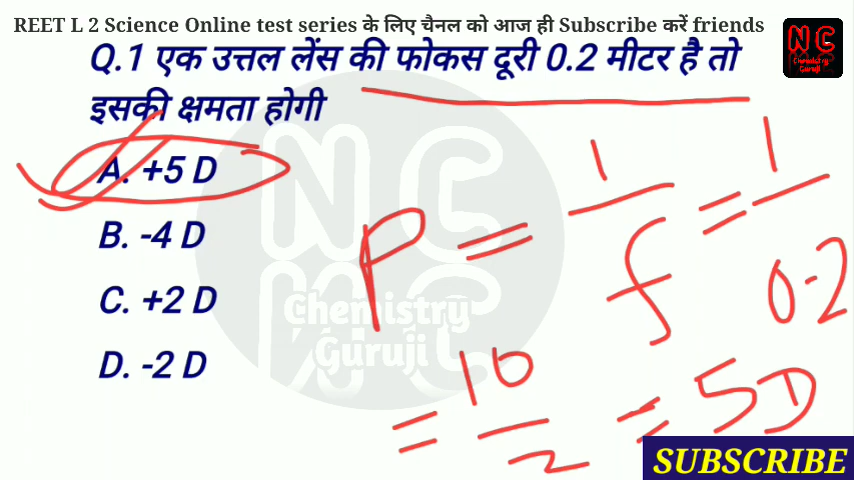 REET L 2 Science Online test series के लिए चैनल को आज ही Subscribe करें friends
NC
Chemistry
Guruji
Q.1 एक उत्तल लेंस की फोकस दूरी 0.2 मीटर है तो
इसकी क्षमता होगी
A. +5 D
B. -4 D
C. +2 D
D. -2 D
P = 1/f = 1/0.2
= 10/2 = 5D
NC
NC
Chemistry
Guruji
SUBSCRIBE